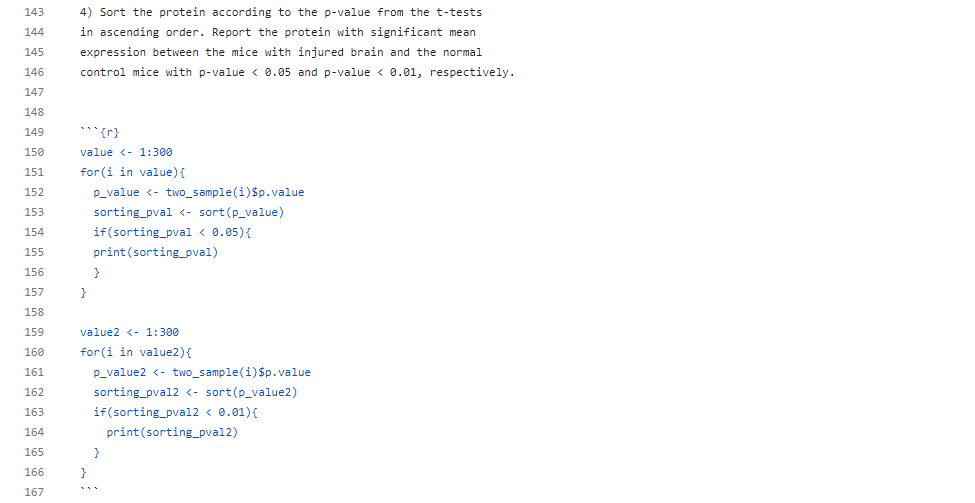 143 4) Sort the protein according to the p-value from the t-tests
144 in ascending order. Report the protein with significant mean
145 expression between the mice with injured brain and the normal
146 control mice with p-value < 0.05 and p-value < 0.01, respectively.
147
148
149 ```{r}
150 value <- 1:300
151 for(i in value){
152   p_value <- two_sample(i)$p.value
153   sorting_pval <- sort(p_value)
154   if(sorting_pval < 0.05){
155   print(sorting_pval)
156   }
157 }
158
159 value2 <- 1:300
160 for(i in value2){
161   p_value2 <- two_sample(i)$p.value
162   sorting_pval2 <- sort(p_value2)
163   if(sorting_pval2 < 0.01){
164     print(sorting_pval2)
165   }
166 }
167 ```